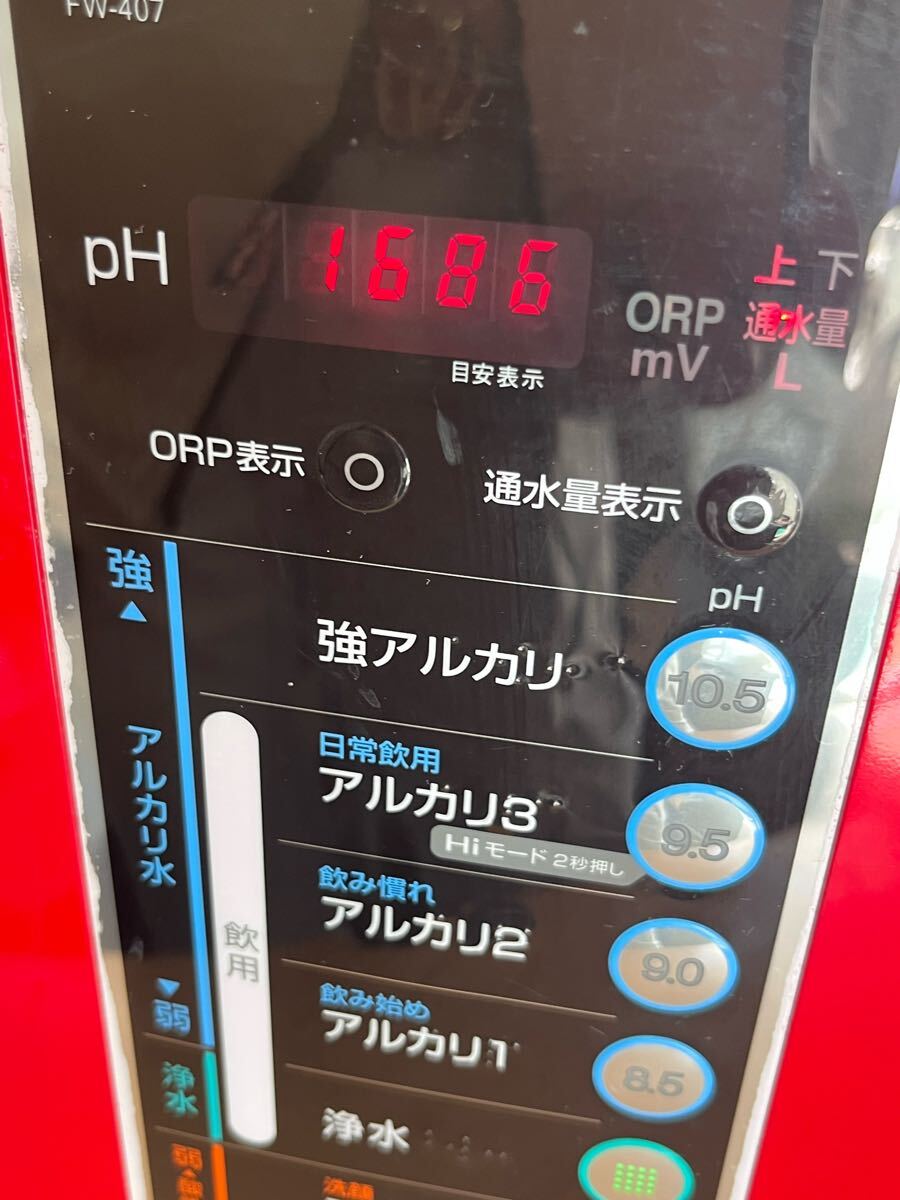 FW-407
pH
1686
ORP
mV
上 下
通水量
L
目安表示
ORP表示
通水量表示
強
アルカリ水
弱
飲用
pH
強アルカリ
10.5
日常飲用
アルカリ3
9.5
Hiモード2秒押し
飲み慣れ
アルカリ2
9.0
飲み始め
アルカリ1
8.5
浄水
浄水
弱
洗顔